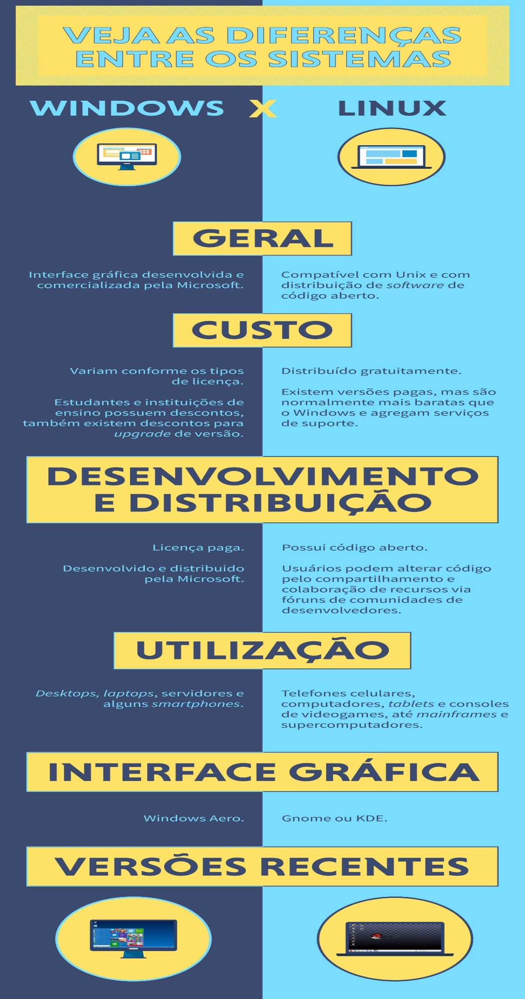 VEJA AS DIFERENÇAS
ENTRE OS SISTEMAS
WINDOWS X LINUX
GERAL
Interface gráfica desenvolvida e
comercializada pela Microsoft.
Compatível com Unix e com
distribuição de software de
código aberto.
CUSTO
Variam conforme os tipos
de licença.
Estudantes e instituições de
ensino possuem descontos,
também existem descontos para
upgrade de versão.
Distribuído gratuitamente.
Existem versões pagas, mas são
normalmente mais baratas que
o Windows e agregam serviços
de suporte.
DESENVOLVIMENTO
E DISTRIBUIÇÃO
Licença paga.
Desenvolvido e distribuido
pela Microsoft.
Possui código aberto.
Usuários podem alterar código
pelo compartilhamento e
colaboração de recursos via
fóruns de comunidades de
desenvolvedores.
UTILIZAÇÃO
Desktops, laptops, servidores e
alguns smartphones.
Telefones celulares,
computadores, tablets e consoles
de videogames, até mainframes e
supercomputadores.
INTERFACE GRÁFICA
Windows Aero.
Gnome ou KDE.
VERSÕES RECENTES